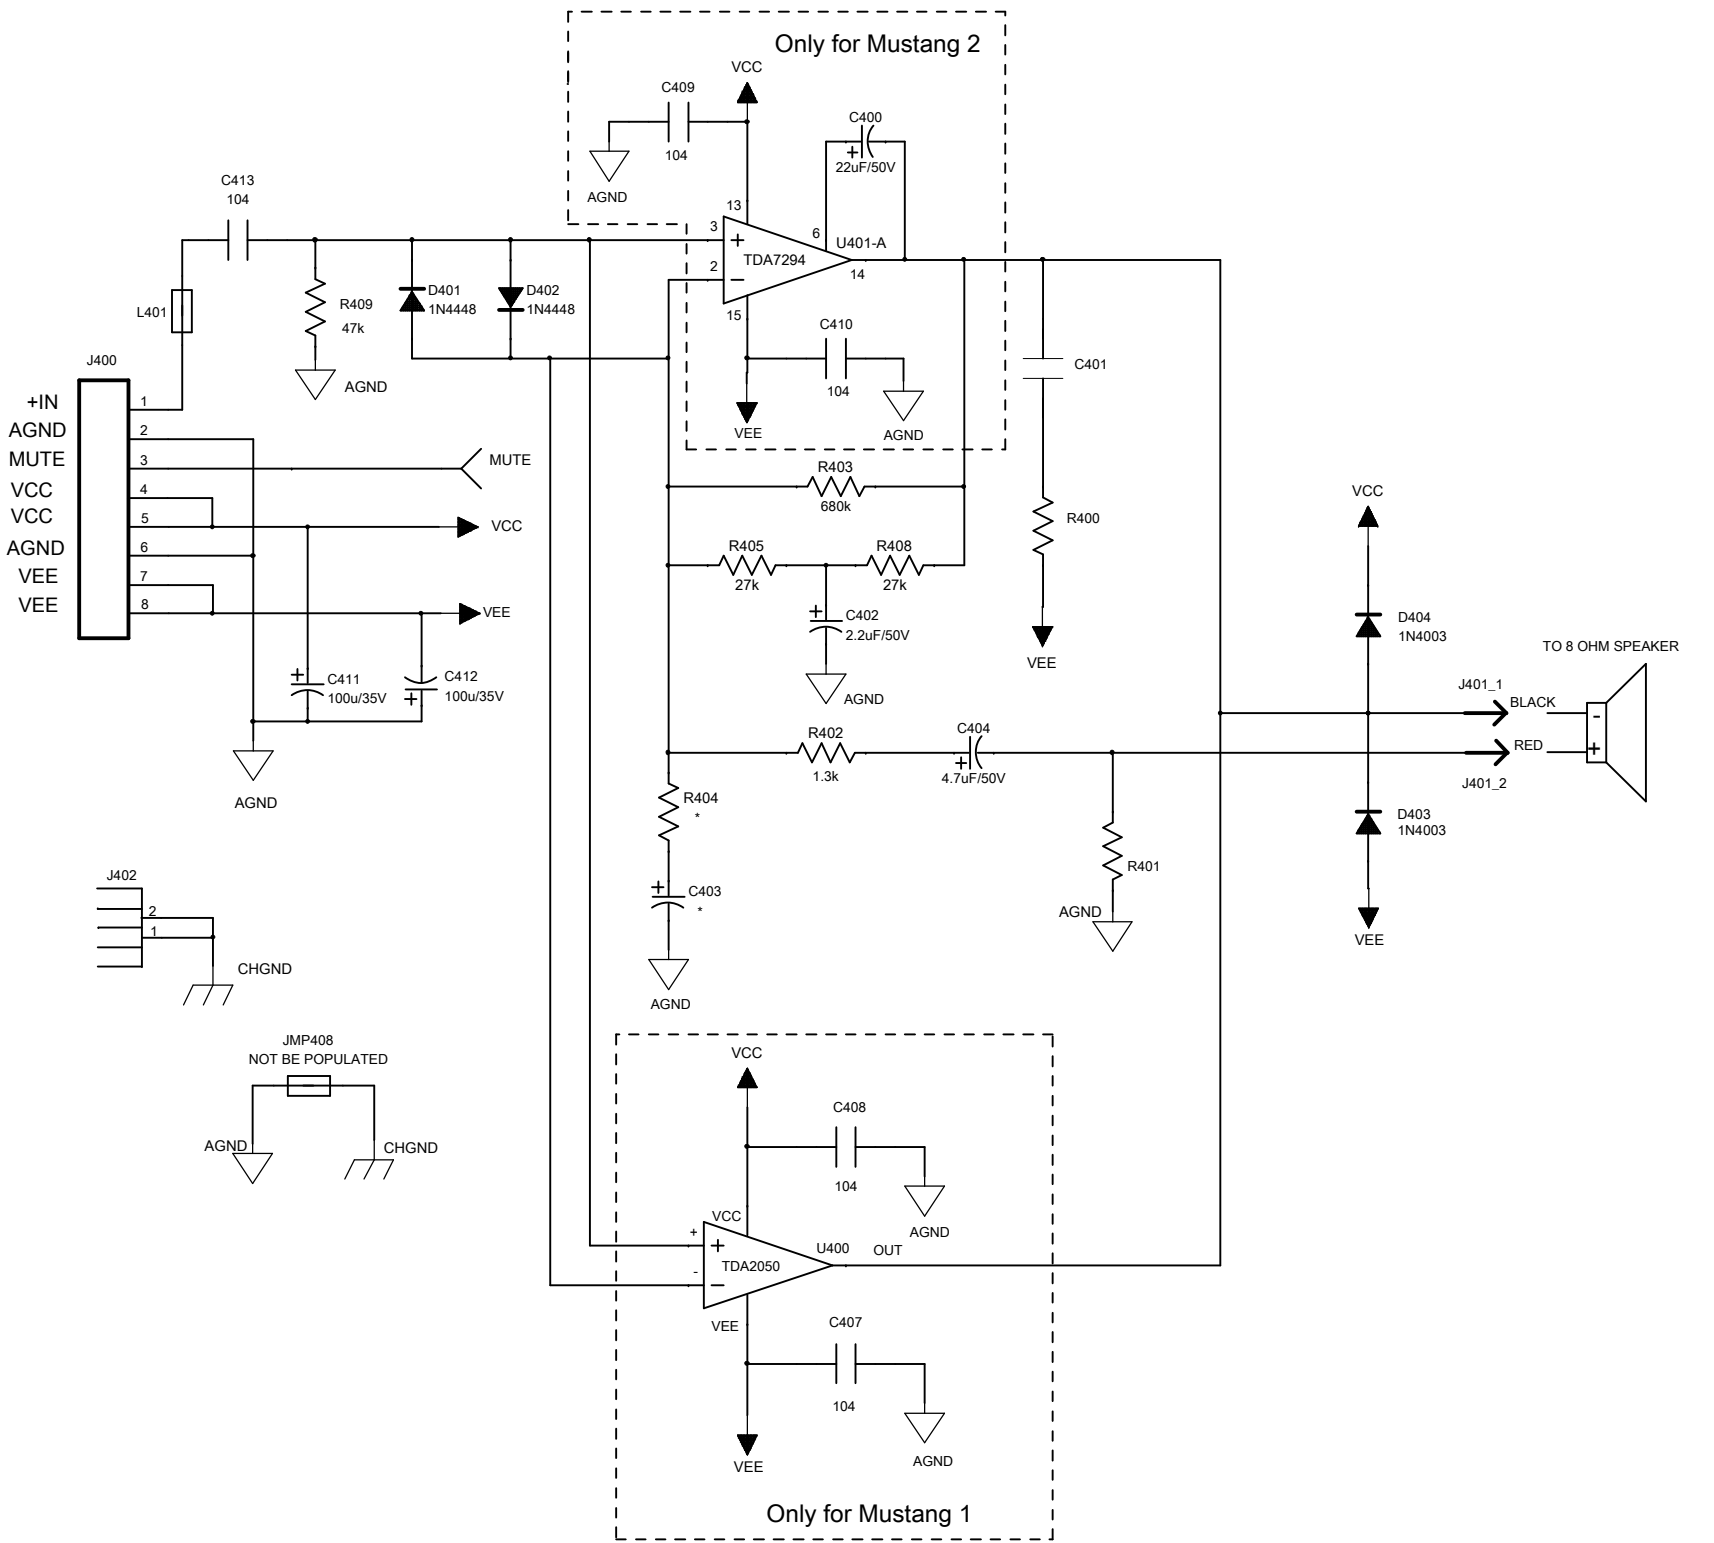 Only for Mustang 2
VCC
C409
104
AGND
C400
22uF/50V
C413
104
13
3
6
U401-A
TDA7294
2
14
15
L401
R409
47k
D401
1N4448
D402
1N4448
C410
104
C401
J400
AGND
VEE
AGND
+IN
1
AGND
2
MUTE
3
MUTE
VCC
4
VCC
5
VCC
AGND
6
VEE
7
VEE
8
VEE
R403
680k
R400
R405
27k
R408
27k
C402
2.2uF/50V
AGND
VEE
VCC
D404
1N4003
TO 8 OHM SPEAKER
C411
100u/35V
C412
100u/35V
J401_1
BLACK
-
RED
+
J401_2
R402
1.3k
C404
4.7uF/50V
AGND
R404
*
D403
1N4003
R401
C403
*
AGND
VEE
AGND
J402
2
1
CHGND
JMP408
NOT BE POPULATED
AGND
CHGND
VCC
C408
104
AGND
VCC
+
U400
OUT
TDA2050
-
VEE
C407
104
AGND
VEE
Only for Mustang 1